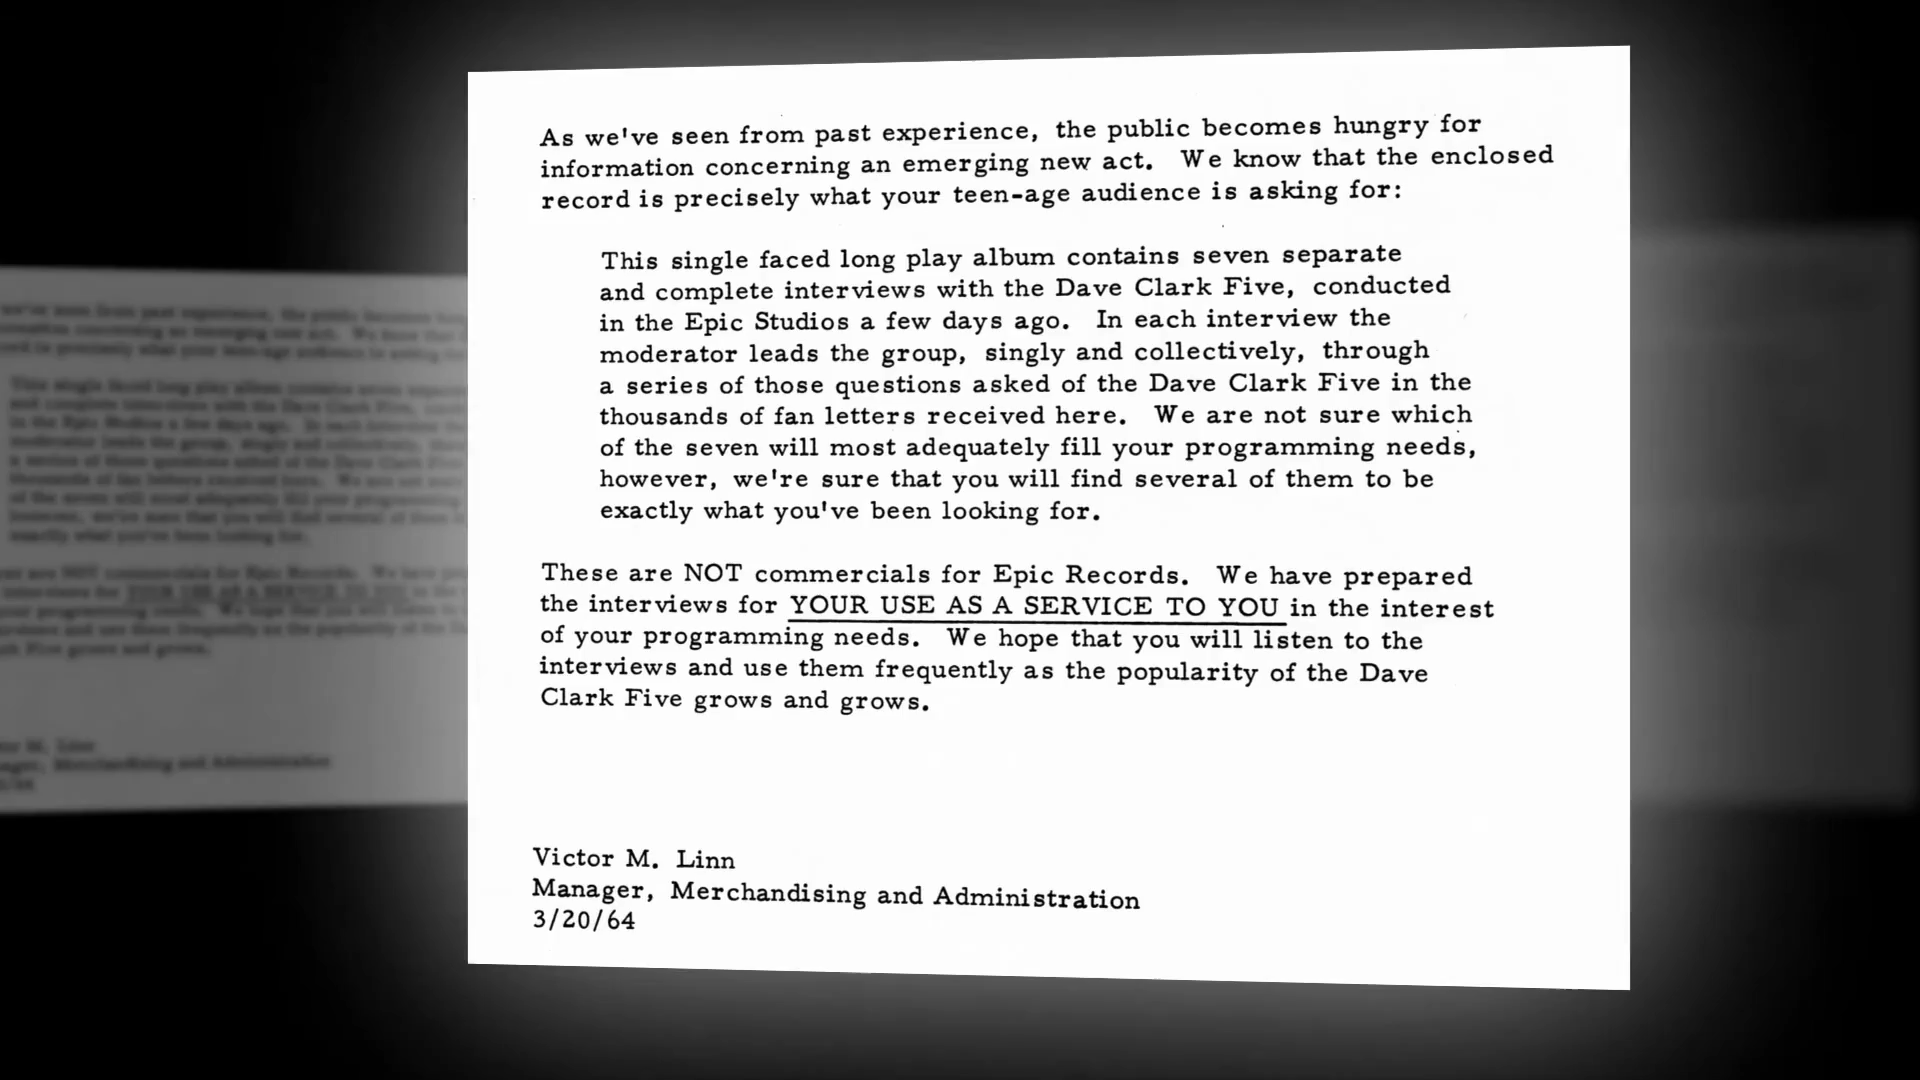 As we've seen from past experience, the public becomes hungry for
information concerning an emerging new act. We know that the enclosed
record is precisely what your teen-age audience is asking for:
This single faced long play album contains seven separate
and complete interviews with the Dave Clark Five, conducted
in the Epic Studios a few days ago. In each interview the
moderator leads the group, singly and collectively, through
a series of those questions asked of the Dave Clark Five in the
thousands of fan letters received here. We are not sure which
of the seven will most adequately fill your programming needs,
however, we're sure that you will find several of them to be
exactly what you've been looking for.
These are NOT commercials for Epic Records. We have prepared
the interviews for YOUR USE AS A SERVICE TO YOU in the interest
of your programming needs. We hope that you will listen to the
interviews and use them frequently as the popularity of the Dave
Clark Five grows and grows.
Victor M. Linn
Manager, Merchandising and Administration
3/20/64